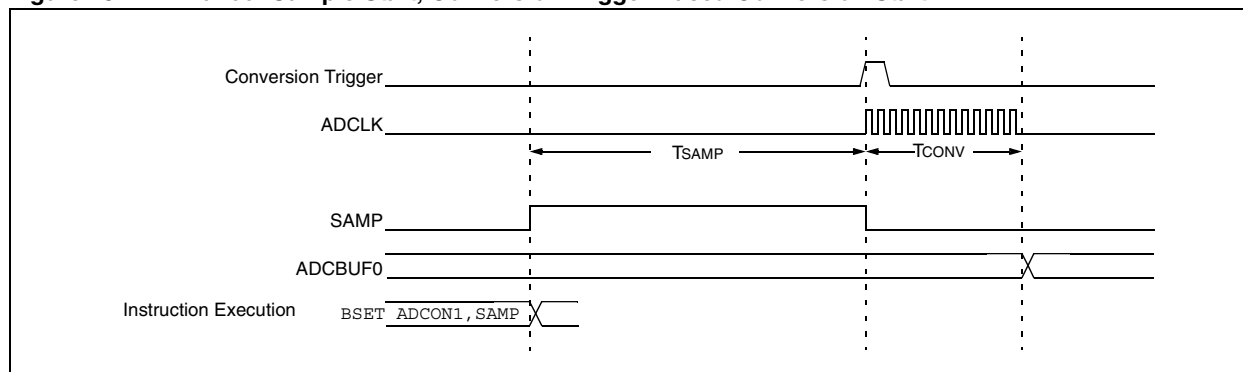 Conversion Trigger
ADCLK
TSAMP
TCONV
SAMP
ADCBUF0
Instruction Execution
BSET ADCON1,SAMP